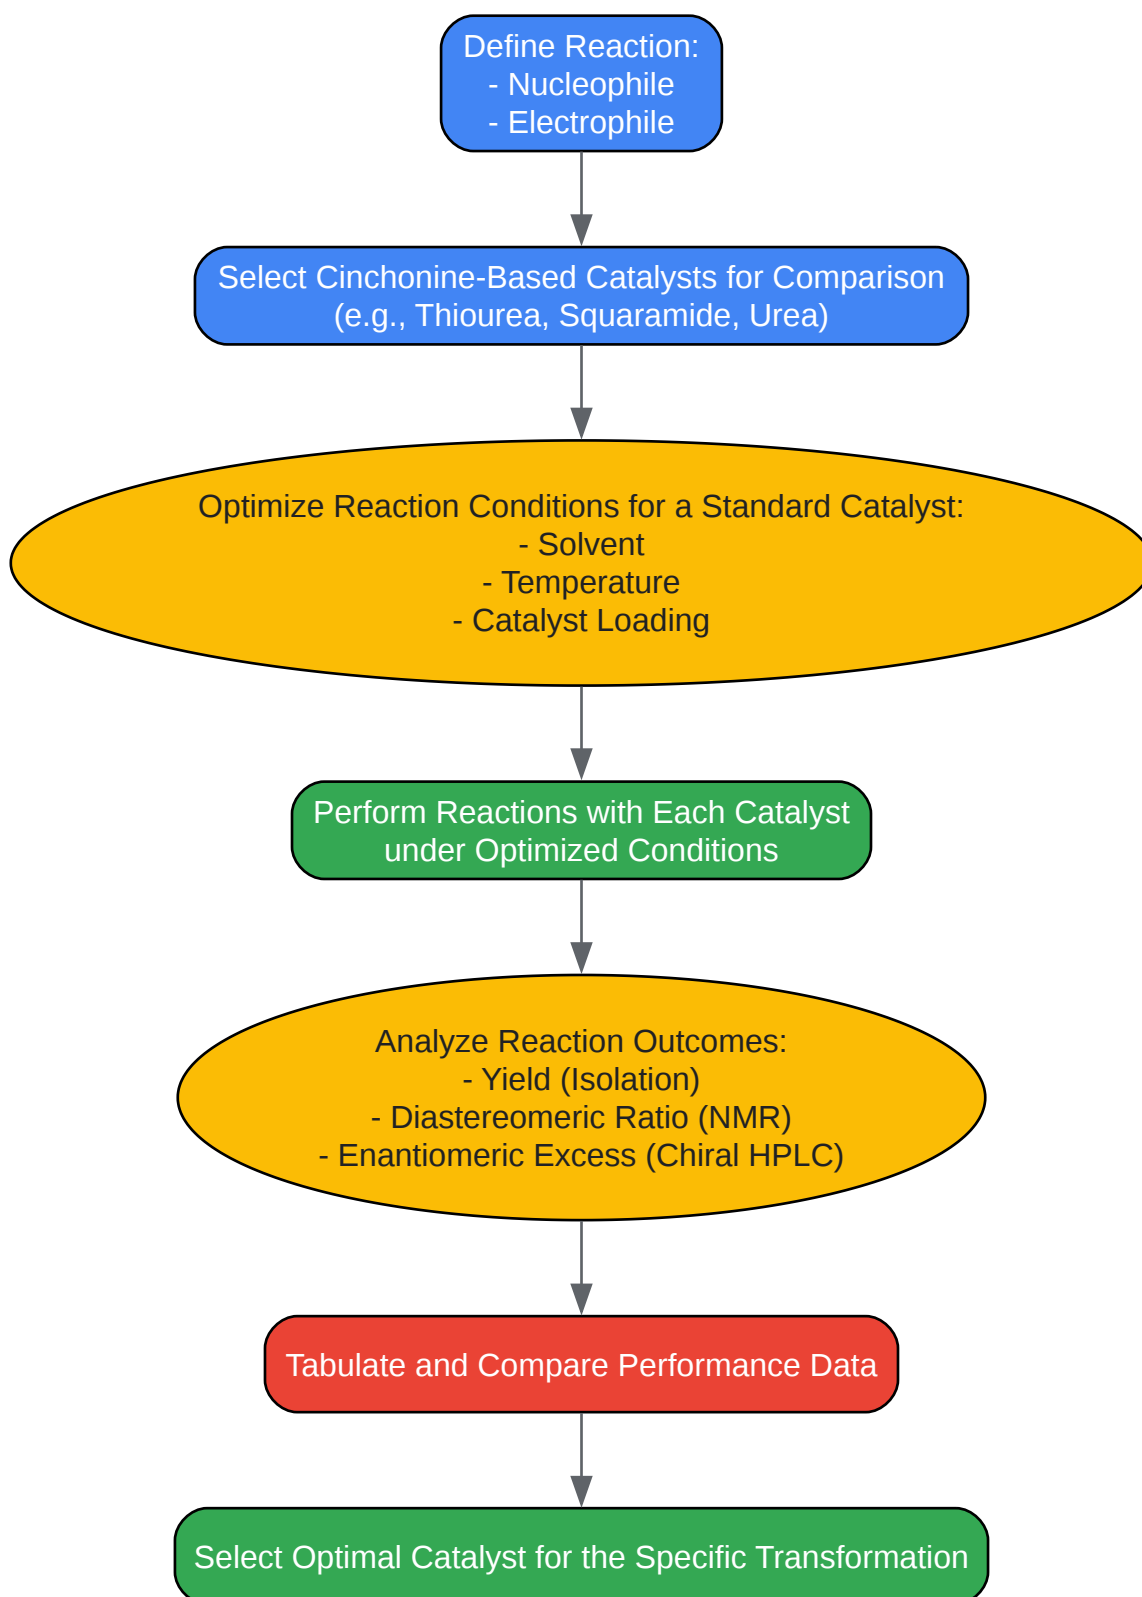 Define Reaction:
- Nucleophile
- Electrophile
Select Cinchonine-Based Catalysts for Comparison
(e.g., Thiourea, Squaramide, Urea)
Optimize Reaction Conditions for a Standard Catalyst:
- Solvent
- Temperature
- Catalyst Loading
Perform Reactions with Each Catalyst
under Optimized Conditions
Analyze Reaction Outcomes:
- Yield (Isolation)
- Diastereomeric Ratio (NMR)
- Enantiomeric Excess (Chiral HPLC)
Tabulate and Compare Performance Data
Select Optimal Catalyst for the Specific Transformation